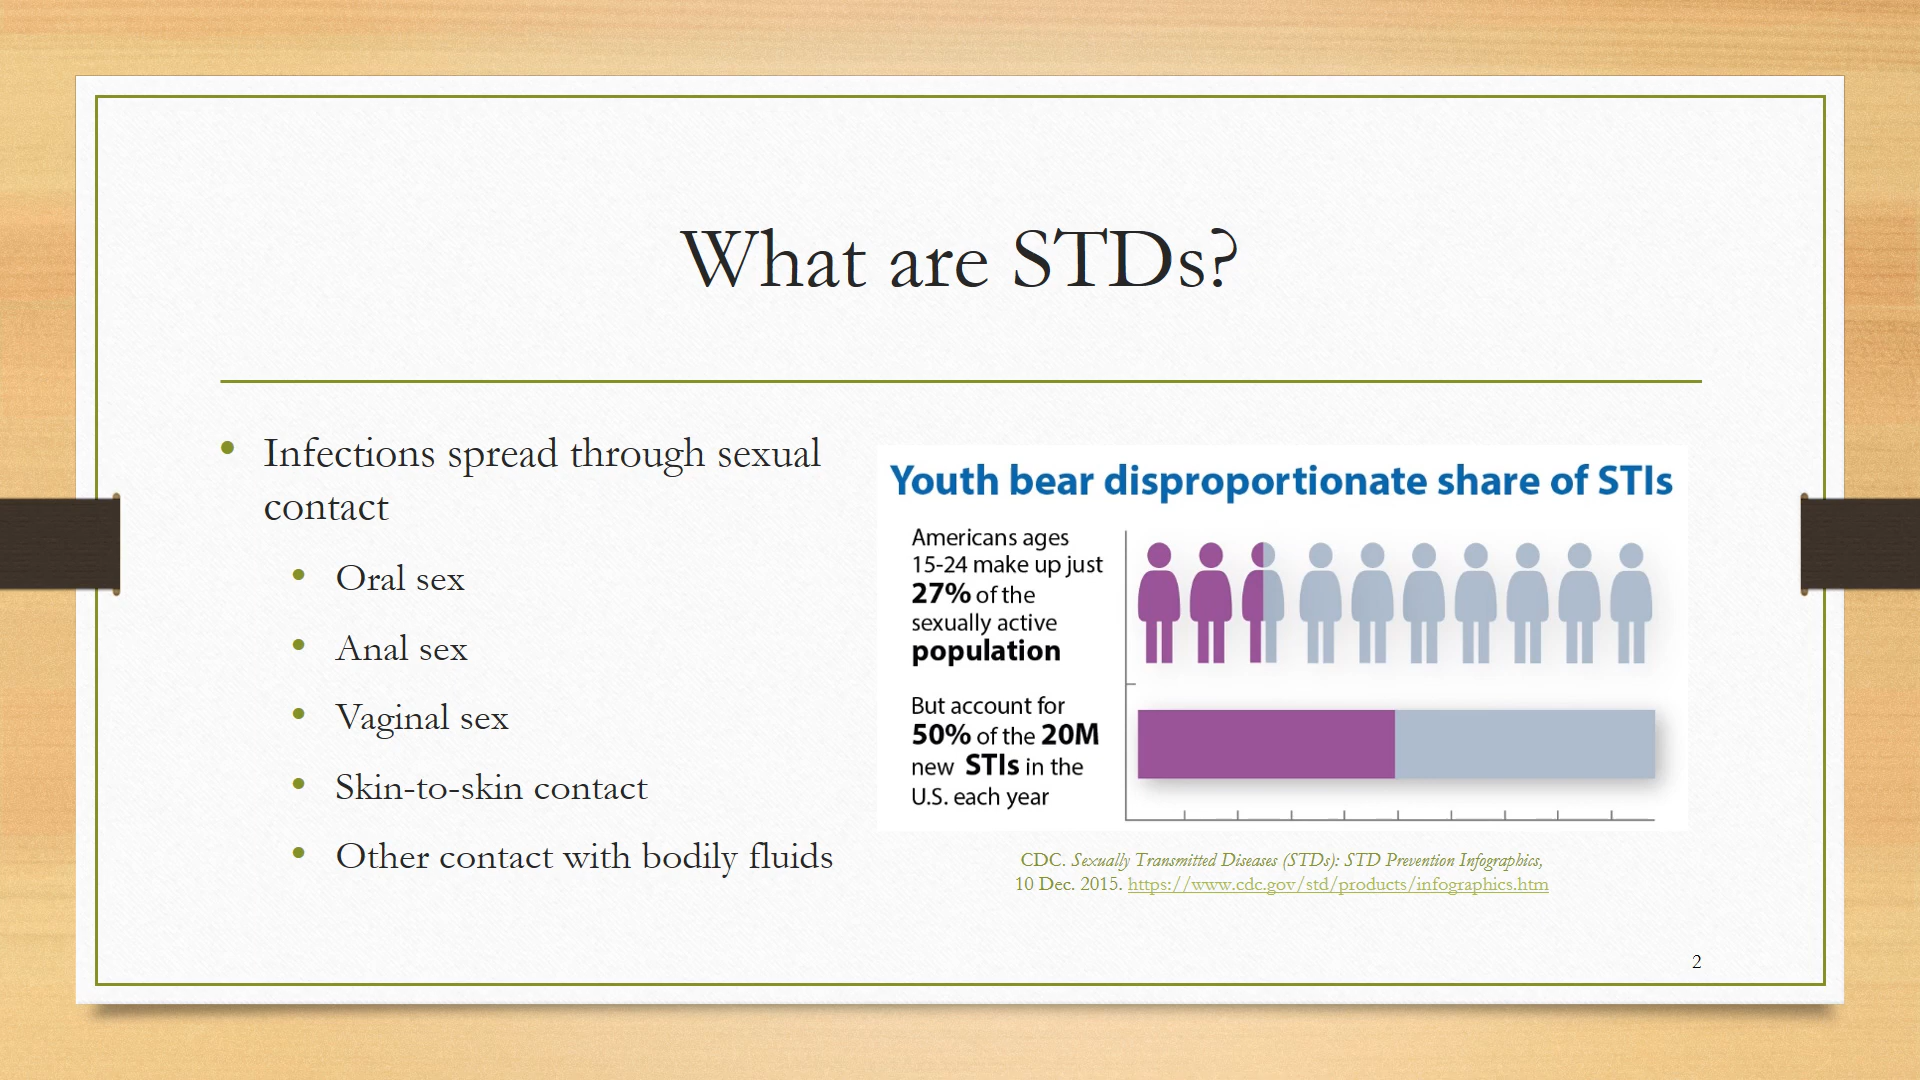 What are STDs?
• Infections spread through sexual
contact
• Oral sex
• Anal sex
• Vaginal sex
• Skin-to-skin contact
• Other contact with bodily fluids
Youth bear disproportionate share of STIs
Americans ages
15-24 make up just
27% of the
sexually active
population
But account for
50% of the 20M
new STIs in the
U.S. each year
CDC. Sexually Transmitted Diseases (STDs): STD Prevention Infographics,
10 Dec. 2015. https://www.cdc.gov/std/products/infographics.htm
2